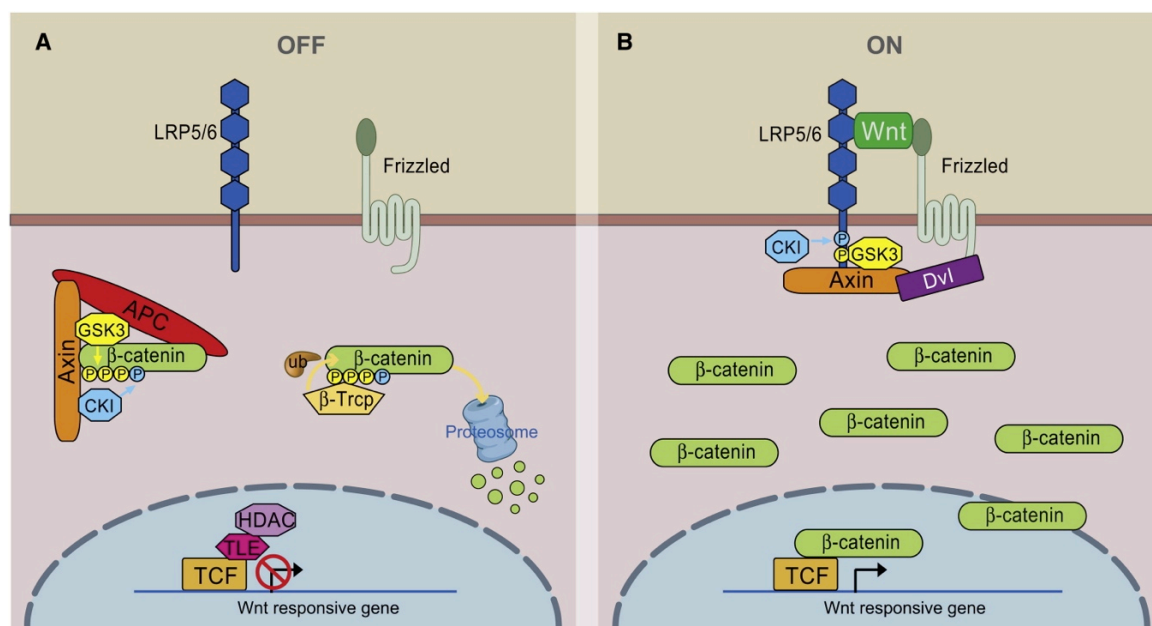 A
OFF
LRP5/6
Frizzled
APC
Axin
GSK3
β-catenin
P P P P
CKI
ub
β-catenin
P P P P
β-Trcp
Proteosome
HDAC
TLE
TCF
Wnt responsive gene
B
ON
LRP5/6
Wnt
Frizzled
CKI
P
P
GSK3
Axin
Dvl
β-catenin
β-catenin
β-catenin
β-catenin
β-catenin
β-catenin
β-catenin
TCF
Wnt responsive gene